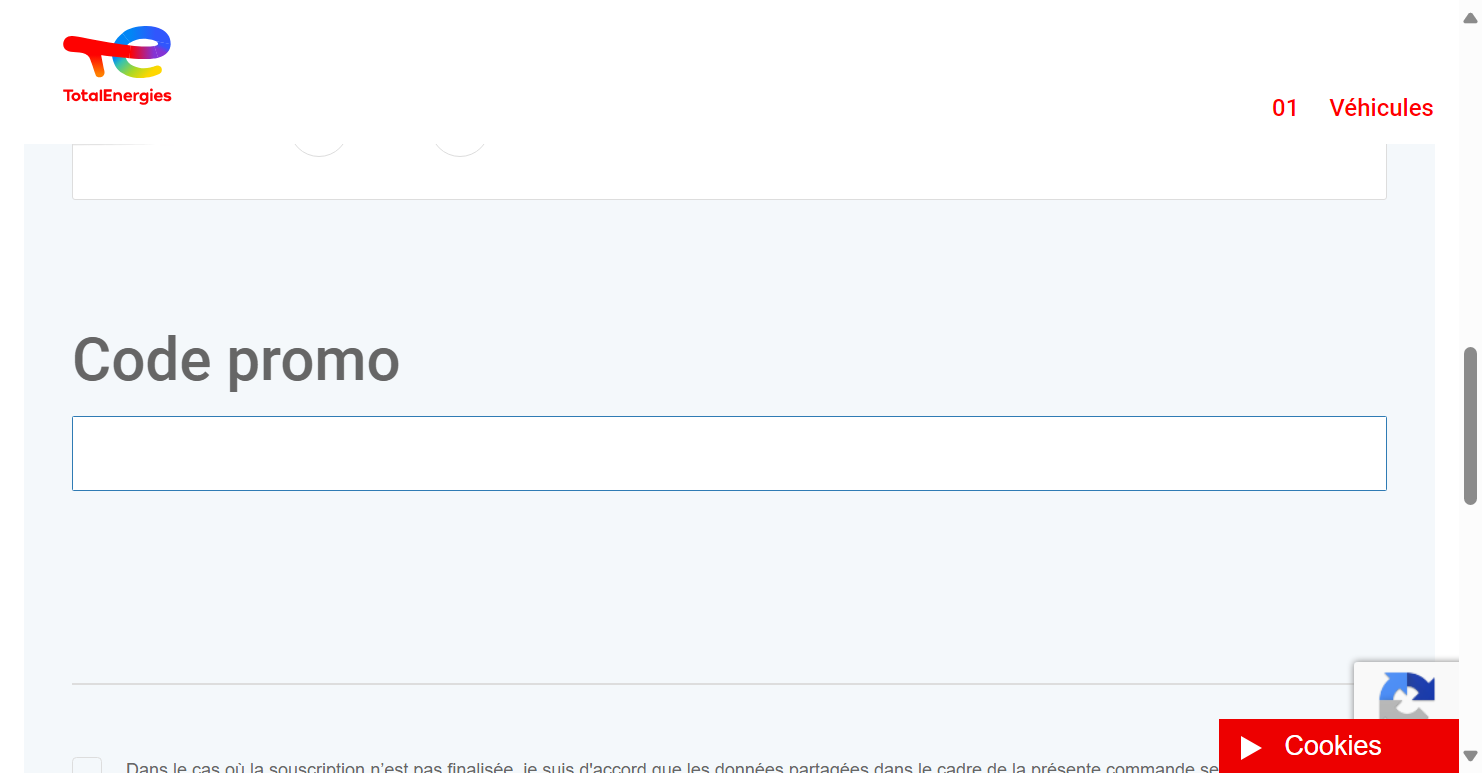 TotalEnergies
01 Véhicules
Code promo
Dans le cas où la souscription n'est pas finalisée, je suis d'accord que les données partagées dans le cadre de la présente commande se
Cookies